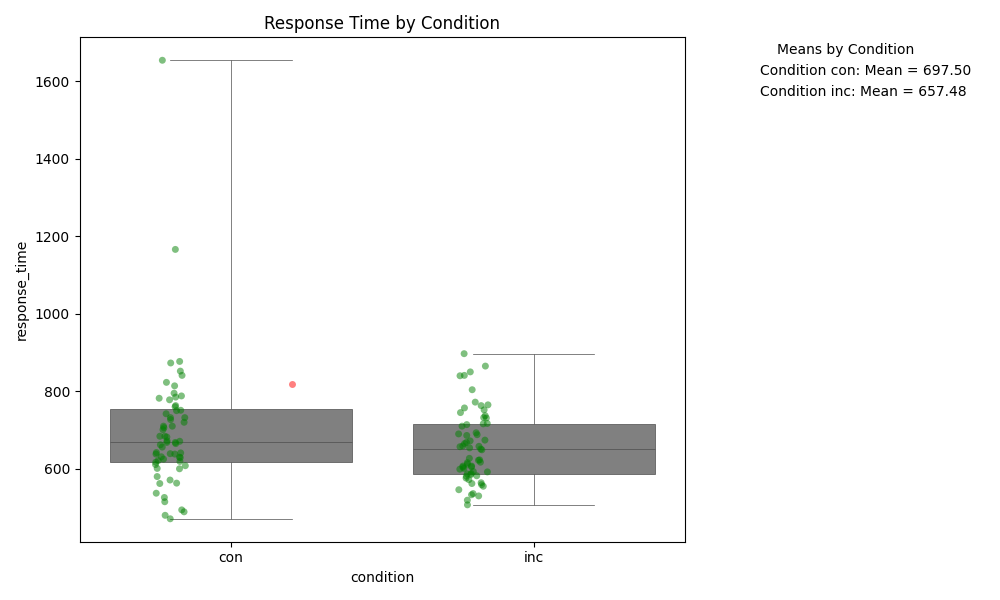 Response Time by Condition
Means by Condition
Condition con: Mean = 697.50
Condition inc: Mean = 657.48
response_time
1600
1400
1200
1000
800
600
con
inc
condition